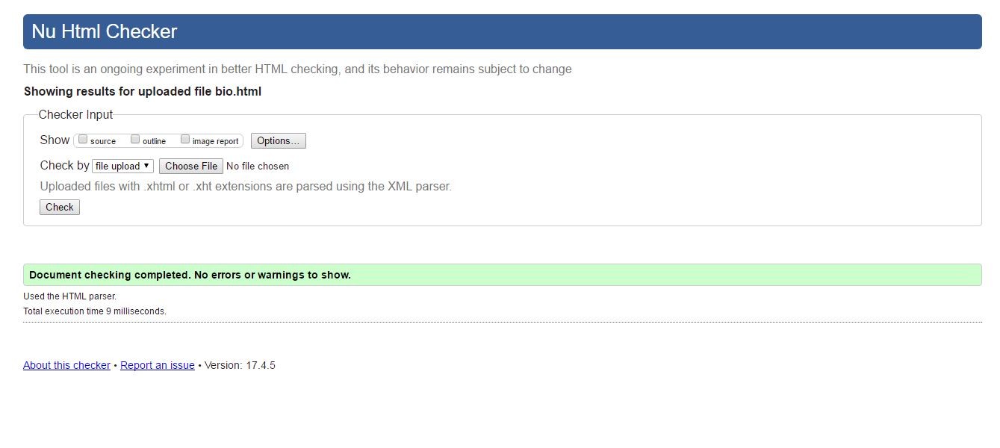 Nu Html Checker
This tool is an ongoing experiment in better HTML checking, and its behavior remains subject to change
Showing results for uploaded file bio.html
Checker Input
Show source outline image report Options...
Check by file upload ▼ Choose File No file chosen
Uploaded files with .xhtml or .xht extensions are parsed using the XML parser.
Check
Document checking completed. No errors or warnings to show.
Used the HTML parser.
Total execution time 9 milliseconds.
About this checker • Report an issue • Version: 17.4.5